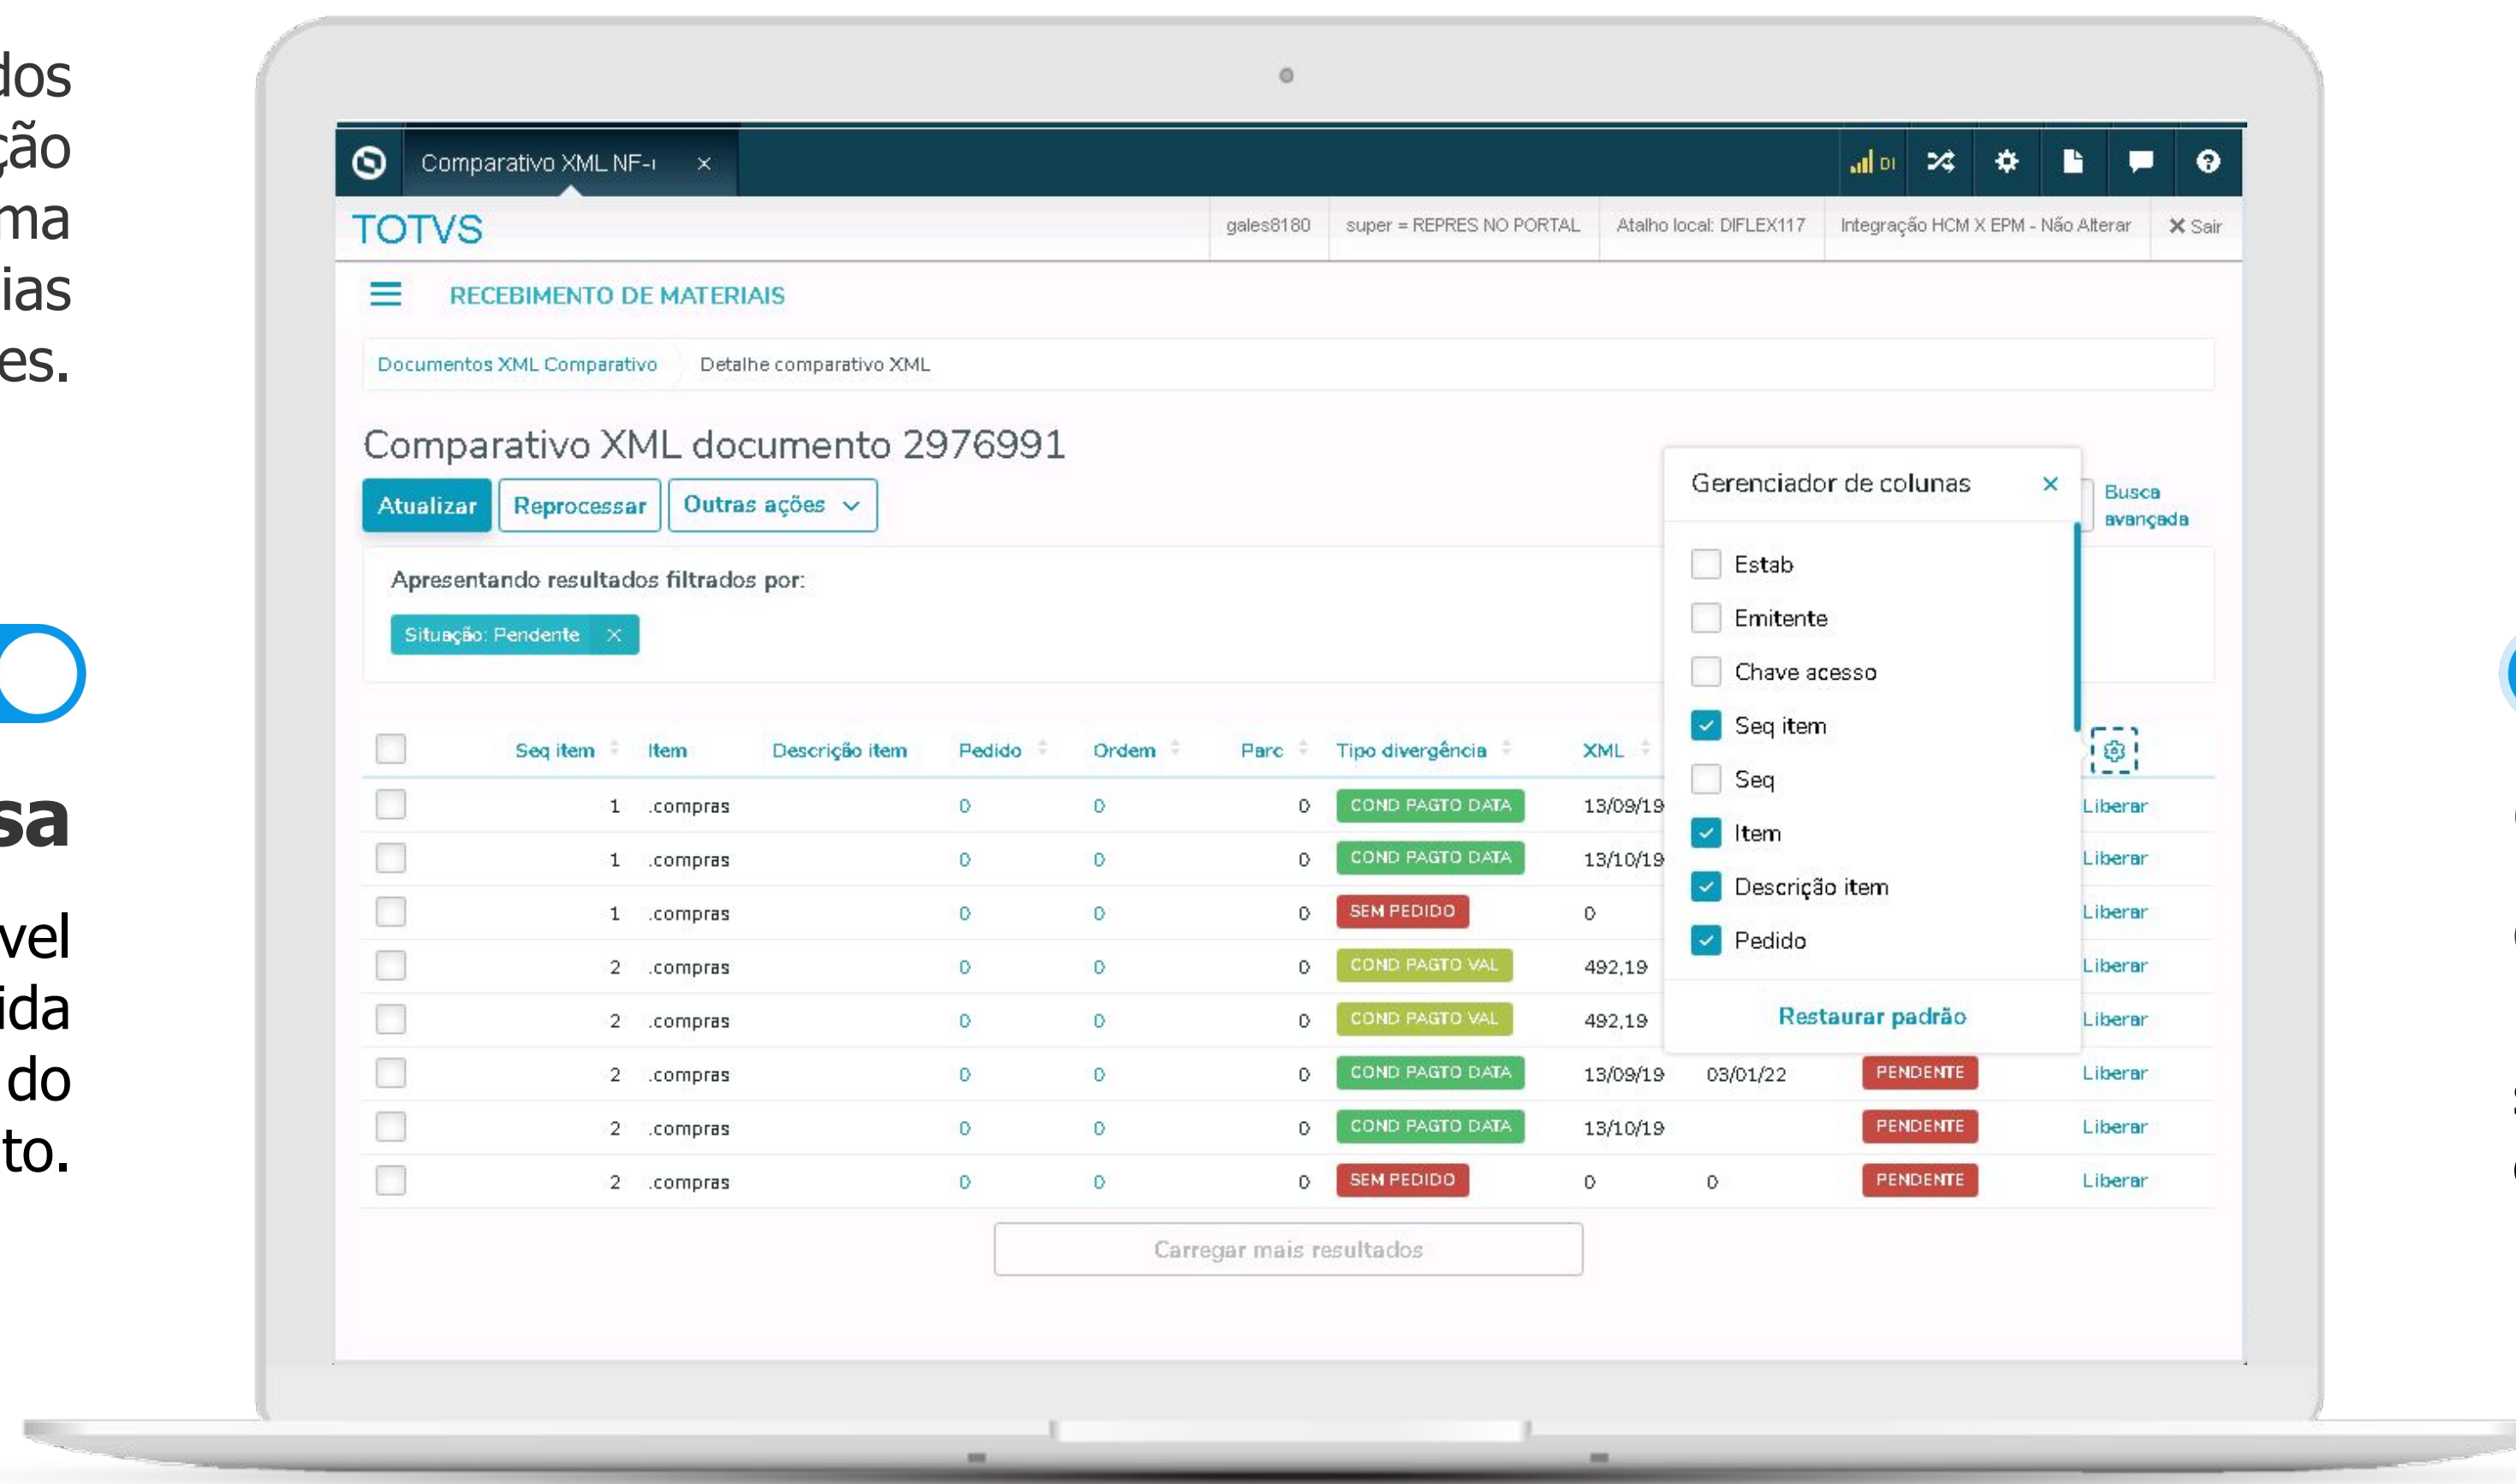 Comparativo XML NF-
DI
TOTVS
gales8180 super = REPRES NO PORTAL Atalho local: DIFLEX117 Integração HCM X EPM - Não Alterar Sair
RECEBIMENTO DE MATERIAIS
Documentos XML Comparativo Detalhe comparativo XML
Comparativo XML documento 2976991
Atualizar Reprocessar Outras ações
Busca
avançada
Apresentando resultados filtrados por:
Situação: Pendente
Gerenciador de colunas
Estab
Emitente
Chave acesso
Seq item
Seq
Item
Descrição item
Pedido
Restaurar padrão
Seq item Item Descrição item Pedido Ordem Parc Tipo divergência XML
1 .compras 0 0 0 COND PAGTO DATA 13/09/19 Liberar
1 .compras 0 0 0 COND PAGTO DATA 13/10/19 Liberar
1 .compras 0 0 0 SEM PEDIDO 0 Liberar
2 .compras 0 0 0 COND PAGTO VAL 492,19 Liberar
2 .compras 0 0 0 COND PAGTO VAL 492,19 Liberar
2 .compras 0 0 0 COND PAGTO DATA 13/09/19 03/01/22 PENDENTE Liberar
2 .compras 0 0 0 COND PAGTO DATA 13/10/19 PENDENTE Liberar
2 .compras 0 0 0 SEM PEDIDO 0 0 PENDENTE Liberar
Carregar mais resultados
dos
ção
ma
ias
es.
sa
vel
ida
do
to.